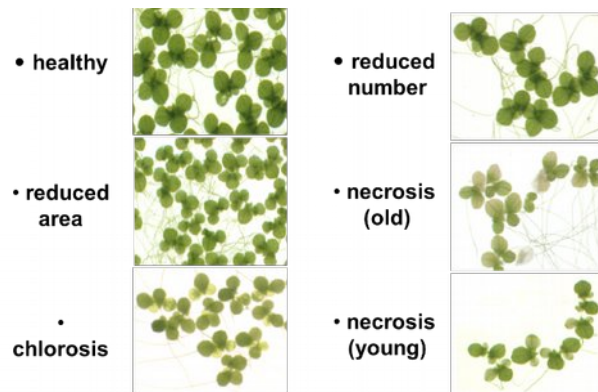 • healthy
• reduced
number
• reduced
area
• necrosis
(old)
•
chlorosis
• necrosis
(young)